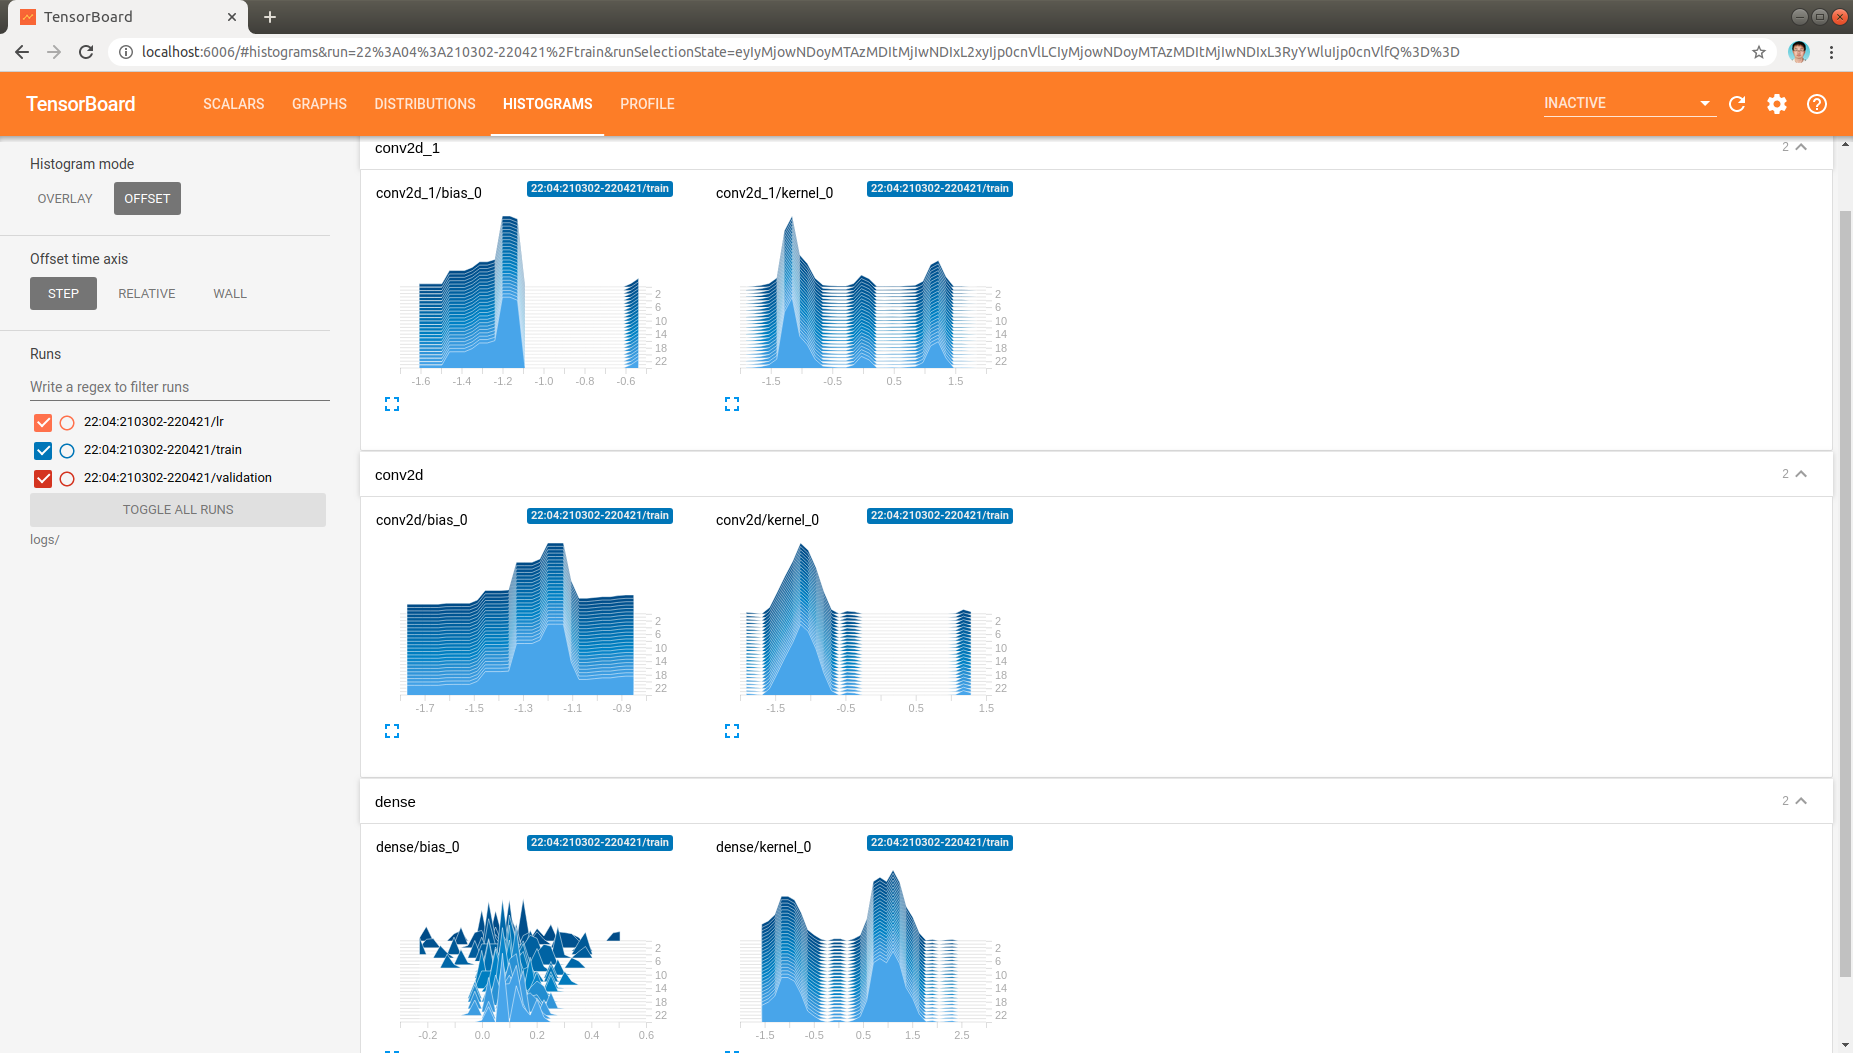 TensorBoard
localhost:6006/#histograms&run=22%3A04%3A210302-220421%2Ftrain&runSelectionState=eyIyMjowNDoyMTAzMDItMjIwNDIxL2xyIjp0cnVlLCIyMjowNDoyMTAzMDItMjIwNDIxL3RyYWluIjp0cnVlfQ%3D%3D
TensorBoard SCALARS GRAPHS DISTRIBUTIONS HISTOGRAMS PROFILE INACTIVE
Histogram mode
OVERLAY OFFSET
Offset time axis
STEP RELATIVE WALL
Runs
Write a regex to filter runs
22:04:210302-220421/lr
22:04:210302-220421/train
22:04:210302-220421/validation
TOGGLE ALL RUNS
logs/
conv2d_1 2
conv2d_1/bias_0 22:04:210302-220421/train
2
6
10
14
18
22
-1.6 -1.4 -1.2 -1.0 -0.8 -0.6
conv2d_1/kernel_0 22:04:210302-220421/train
2
6
10
14
18
22
-1.5 -0.5 0.5 1.5
conv2d 2
conv2d/bias_0 22:04:210302-220421/train
2
6
10
14
18
22
-1.7 -1.5 -1.3 -1.1 -0.9
conv2d/kernel_0 22:04:210302-220421/train
2
6
10
14
18
22
-1.5 -0.5 0.5 1.5
dense 2
dense/bias_0 22:04:210302-220421/train
2
6
10
14
18
22
-0.2 0.0 0.2 0.4 0.6
dense/kernel_0 22:04:210302-220421/train
2
6
10
14
18
22
-1.5 -0.5 0.5 1.5 2.5